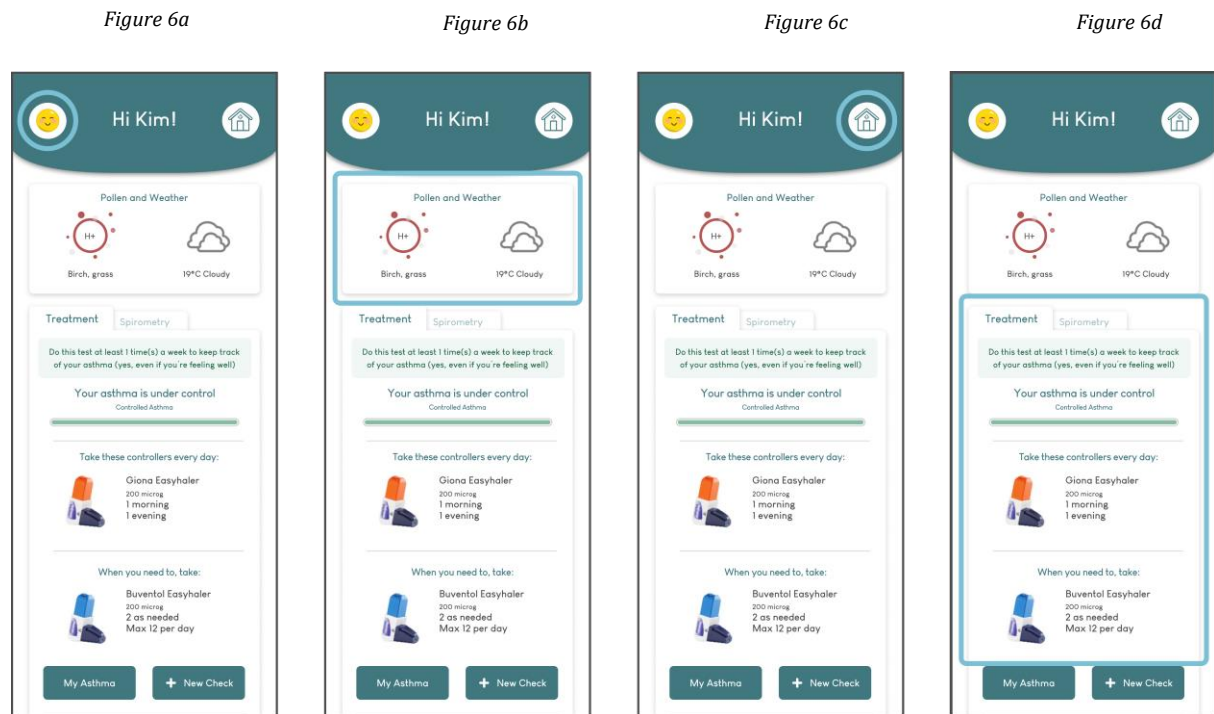 Figure 6a
Figure 6b
Figure 6c
Figure 6d
Hi Kim!
Pollen and Weather
H+
Birch, grass
19°C Cloudy
Treatment
Spirometry
Do this test at least 1 time(s) a week to keep track
of your asthma (yes, even if you're feeling well)
Your asthma is under control
Controlled Asthma
Take these controllers every day:
Giona Easyhaler
200 microg
1 morning
1 evening
When you need to, take:
Buventol Easyhaler
200 microg
2 as needed
Max 12 per day
My Asthma
+ New Check
Hi Kim!
Pollen and Weather
H+
Birch, grass
19°C Cloudy
Treatment
Spirometry
Do this test at least 1 time(s) a week to keep track
of your asthma (yes, even if you're feeling well)
Your asthma is under control
Controlled Asthma
Take these controllers every day:
Giona Easyhaler
200 microg
1 morning
1 evening
When you need to, take:
Buventol Easyhaler
200 microg
2 as needed
Max 12 per day
My Asthma
+ New Check
Hi Kim!
Pollen and Weather
H+
Birch, grass
19°C Cloudy
Treatment
Spirometry
Do this test at least 1 time(s) a week to keep track
of your asthma (yes, even if you're feeling well)
Your asthma is under control
Controlled Asthma
Take these controllers every day:
Giona Easyhaler
200 microg
1 morning
1 evening
When you need to, take:
Buventol Easyhaler
200 microg
2 as needed
Max 12 per day
My Asthma
+ New Check
Hi Kim!
Pollen and Weather
H+
Birch, grass
19°C Cloudy
Treatment
Spirometry
Do this test at least 1 time(s) a week to keep track
of your asthma (yes, even if you're feeling well)
Your asthma is under control
Controlled Asthma
Take these controllers every day:
Giona Easyhaler
200 microg
1 morning
1 evening
When you need to, take:
Buventol Easyhaler
200 microg
2 as needed
Max 12 per day
My Asthma
+ New Check